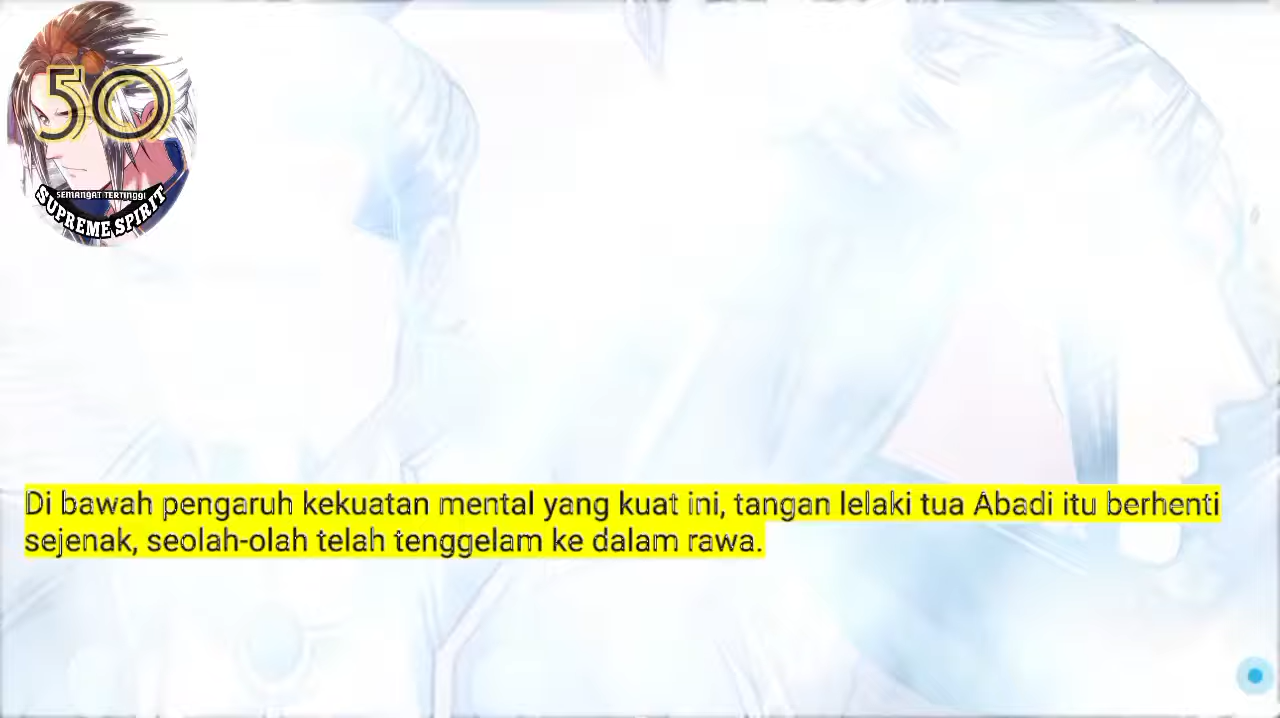 50
SEMANGAT TERTINGGI
SUPREME SPIRIT
Di bawah pengaruh kekuatan mental yang kuat ini, tangan lelaki tua Abadi itu berhenti
sejenak, seolah-olah telah tenggelam ke dalam rawa.